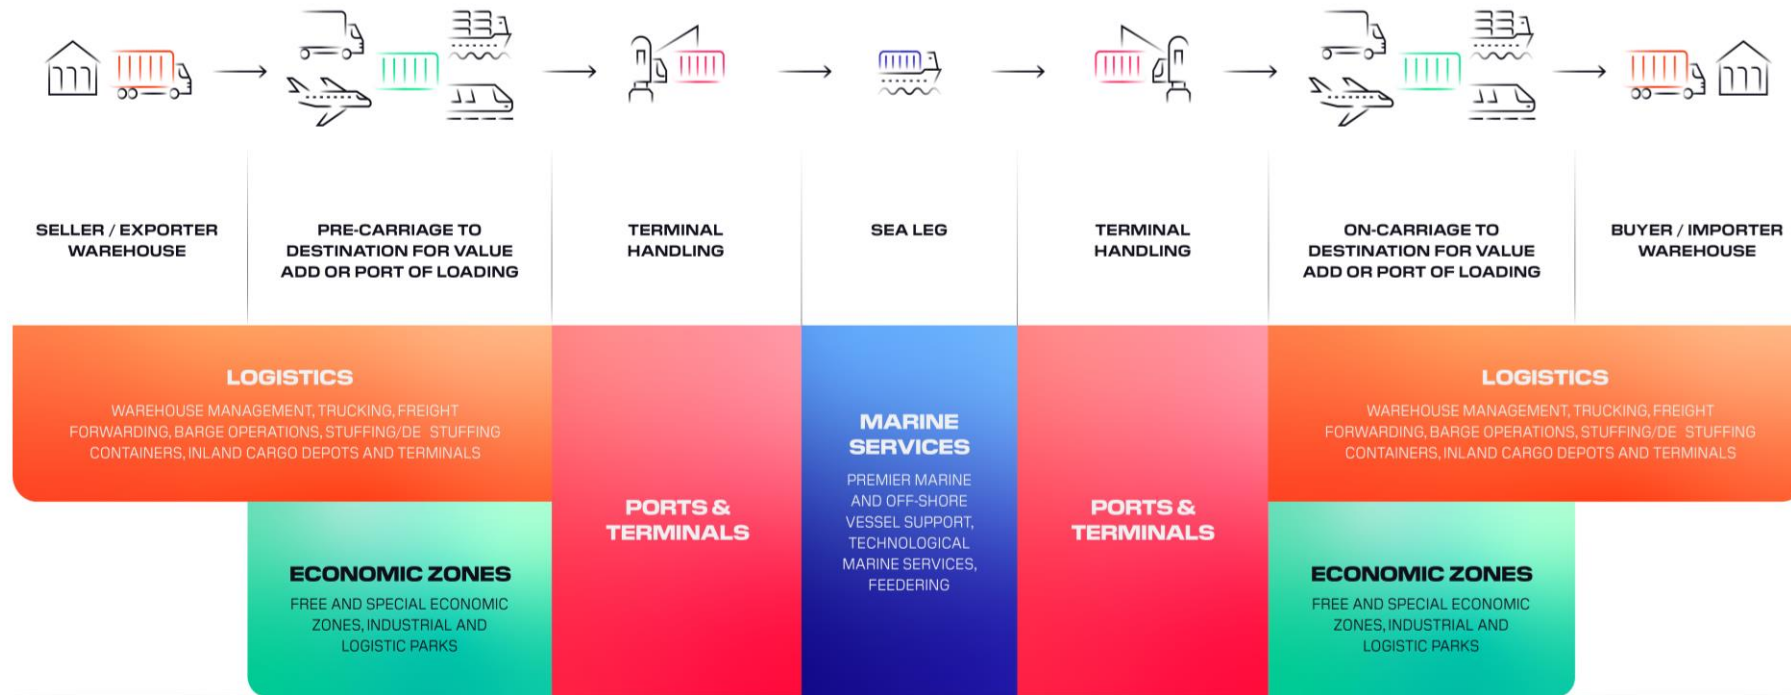 SELLER / EXPORTER
WAREHOUSE
PRE-CARRIAGE TO
DESTINATION FOR VALUE
ADD OR PORT OF LOADING
TERMINAL
HANDLING
SEA LEG
TERMINAL
HANDLING
ON-CARRIAGE TO
DESTINATION FOR VALUE
ADD OR PORT OF LOADING
BUYER / IMPORTER
WAREHOUSE
LOGISTICS
WAREHOUSE MANAGEMENT, TRUCKING, FREIGHT
FORWARDING, BARGE OPERATIONS, STUFFING/DE STUFFING
CONTAINERS, INLAND CARGO DEPOTS AND TERMINALS
ECONOMIC ZONES
FREE AND SPECIAL ECONOMIC
ZONES, INDUSTRIAL AND
LOGISTIC PARKS
PORTS &
TERMINALS
MARINE
SERVICES
PREMIER MARINE
AND OFF-SHORE
VESSEL SUPPORT,
TECHNOLOGICAL
MARINE SERVICES,
FEEDERING
PORTS &
TERMINALS
LOGISTICS
WAREHOUSE MANAGEMENT, TRUCKING, FREIGHT
FORWARDING, BARGE OPERATIONS, STUFFING/DE STUFFING
CONTAINERS, INLAND CARGO DEPOTS AND TERMINALS
ECONOMIC ZONES
FREE AND SPECIAL ECONOMIC
ZONES, INDUSTRIAL AND
LOGISTIC PARKS